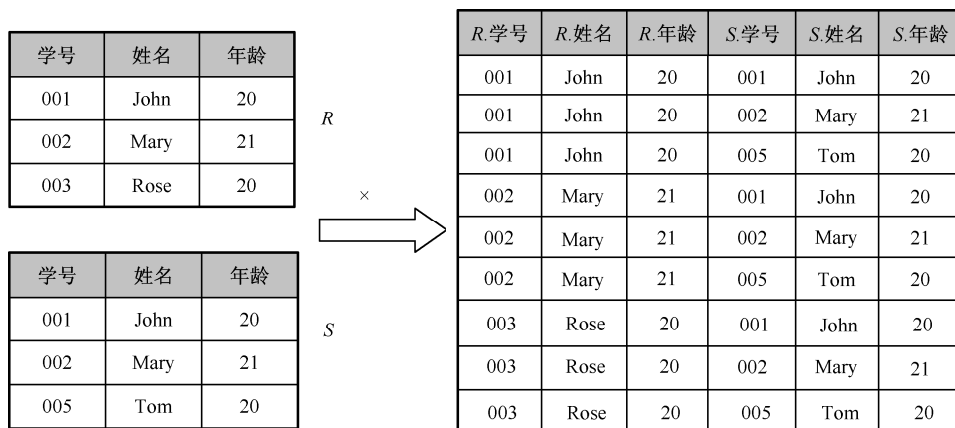 学号 姓名 年龄
001 John 20
002 Mary 21
003 Rose 20
R
×
学号 姓名 年龄
001 John 20
002 Mary 21
005 Tom 20
S
R.学号 R.姓名 R.年龄 S.学号 S.姓名 S.年龄
001 John 20 001 John 20
001 John 20 002 Mary 21
001 John 20 005 Tom 20
002 Mary 21 001 John 20
002 Mary 21 002 Mary 21
002 Mary 21 005 Tom 20
003 Rose 20 001 John 20
003 Rose 20 002 Mary 21
003 Rose 20 005 Tom 20